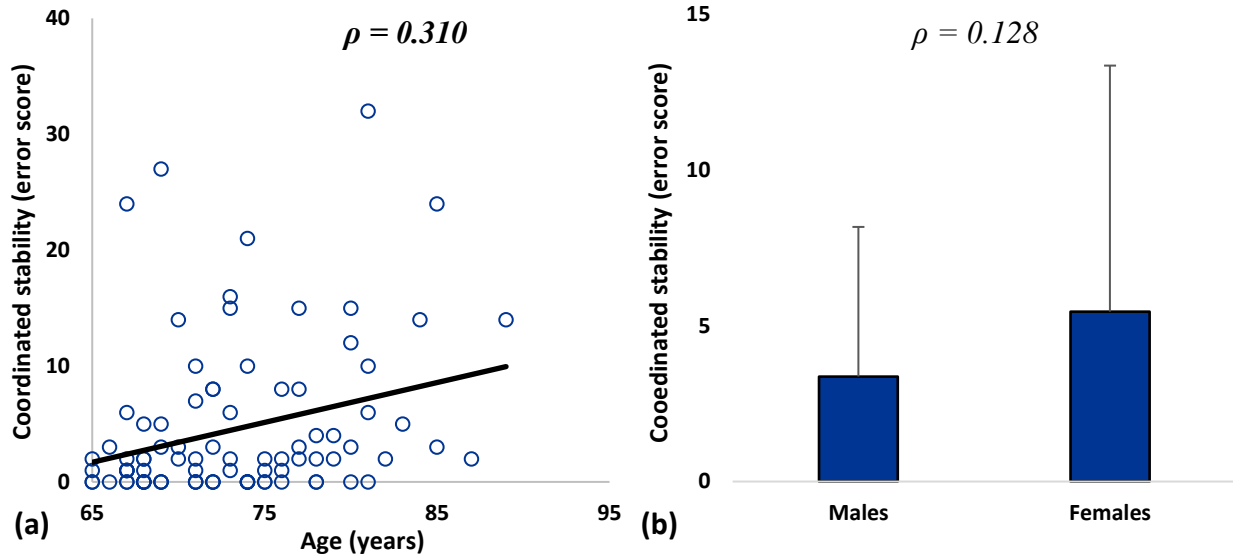 Coordinated stability (error score)
40
30
20
10
0
ρ = 0.310
65
75
85
95
Age (years)
(a)
Cooedinated stability (error score)
15
10
5
0
ρ = 0.128
Males
Females
(b)